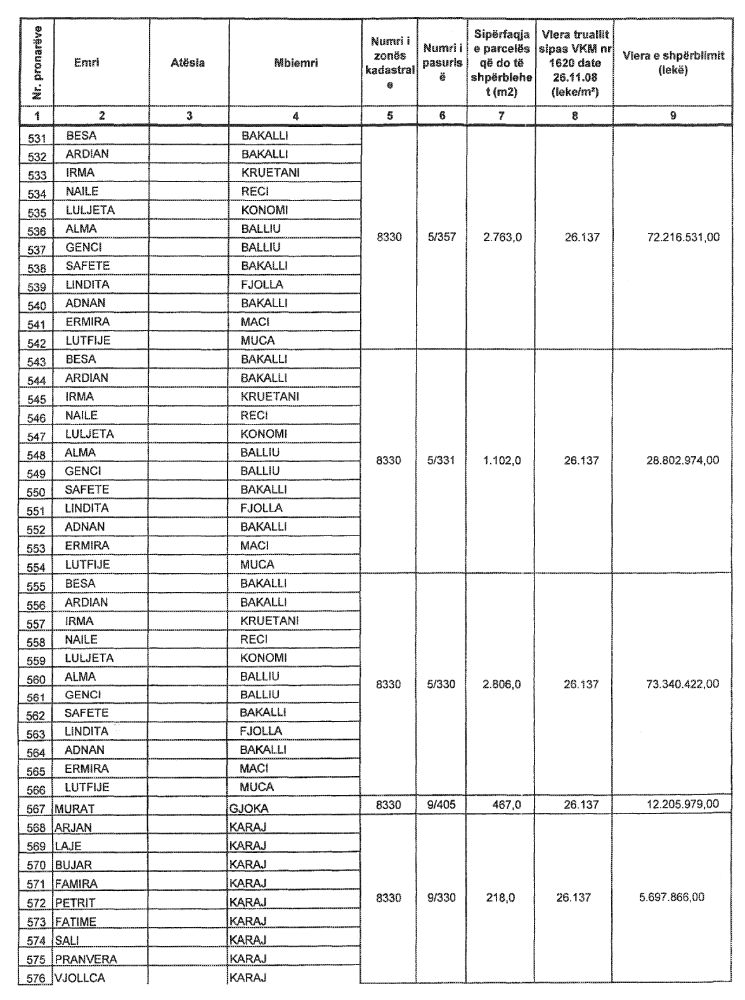 Nr. pronarëve
Emri
Atësia
Mbiemri
Numri i
zonës
kadastral
e
Numri i
pasuris
ë
Sipërfaqja
e parcelës
që do të
shpërblehe
t (m2)
Vlera truallit
sipas VKM nr
1620 date
26.11.08
(leke/m²)
Vlera e shpërblimit
(lekë)
1 2 3 4 5 6 7 8 9
531 BESA BAKALLI
532 ARDIAN BAKALLI
533 IRMA KRUETANI
534 NAILE RECI
535 LULJETA KONOMI
536 ALMA BALLIU
8330 5/357 2.763,0 26.137 72.216.531,00
537 GENCI BALLIU
538 SAFETE BAKALLI
539 LINDITA FJOLLA
540 ADNAN BAKALLI
541 ERMIRA MACI
542 LUTFIJE MUCA
543 BESA BAKALLI
544 ARDIAN BAKALLI
545 IRMA KRUETANI
546 NAILE RECI
547 LULJETA KONOMI
548 ALMA BALLIU
8330 5/331 1.102,0 26.137 28.802.974,00
549 GENCI BALLIU
550 SAFETE BAKALLI
551 LINDITA FJOLLA
552 ADNAN BAKALLI
553 ERMIRA MACI
554 LUTFIJE MUCA
555 BESA BAKALLI
556 ARDIAN BAKALLI
557 IRMA KRUETANI
558 NAILE RECI
559 LULJETA KONOMI
560 ALMA BALLIU
8330 5/330 2.806,0 26.137 73.340.422,00
561 GENCI BALLIU
562 SAFETE BAKALLI
563 LINDITA FJOLLA
564 ADNAN BAKALLI
565 ERMIRA MACI
566 LUTFIJE MUCA
567 MURAT GJOKA 8330 9/405 467,0 26.137 12.205.979,00
568 ARJAN KARAJ
569 LAJE KARAJ
570 BUJAR KARAJ
571 FAMIRA KARAJ
572 PETRIT KARAJ 8330 9/330 218,0 26.137 5.697.866,00
573 FATIME KARAJ
574 SALI KARAJ
575 PRANVERA KARAJ
576 VJOLLCA KARAJ